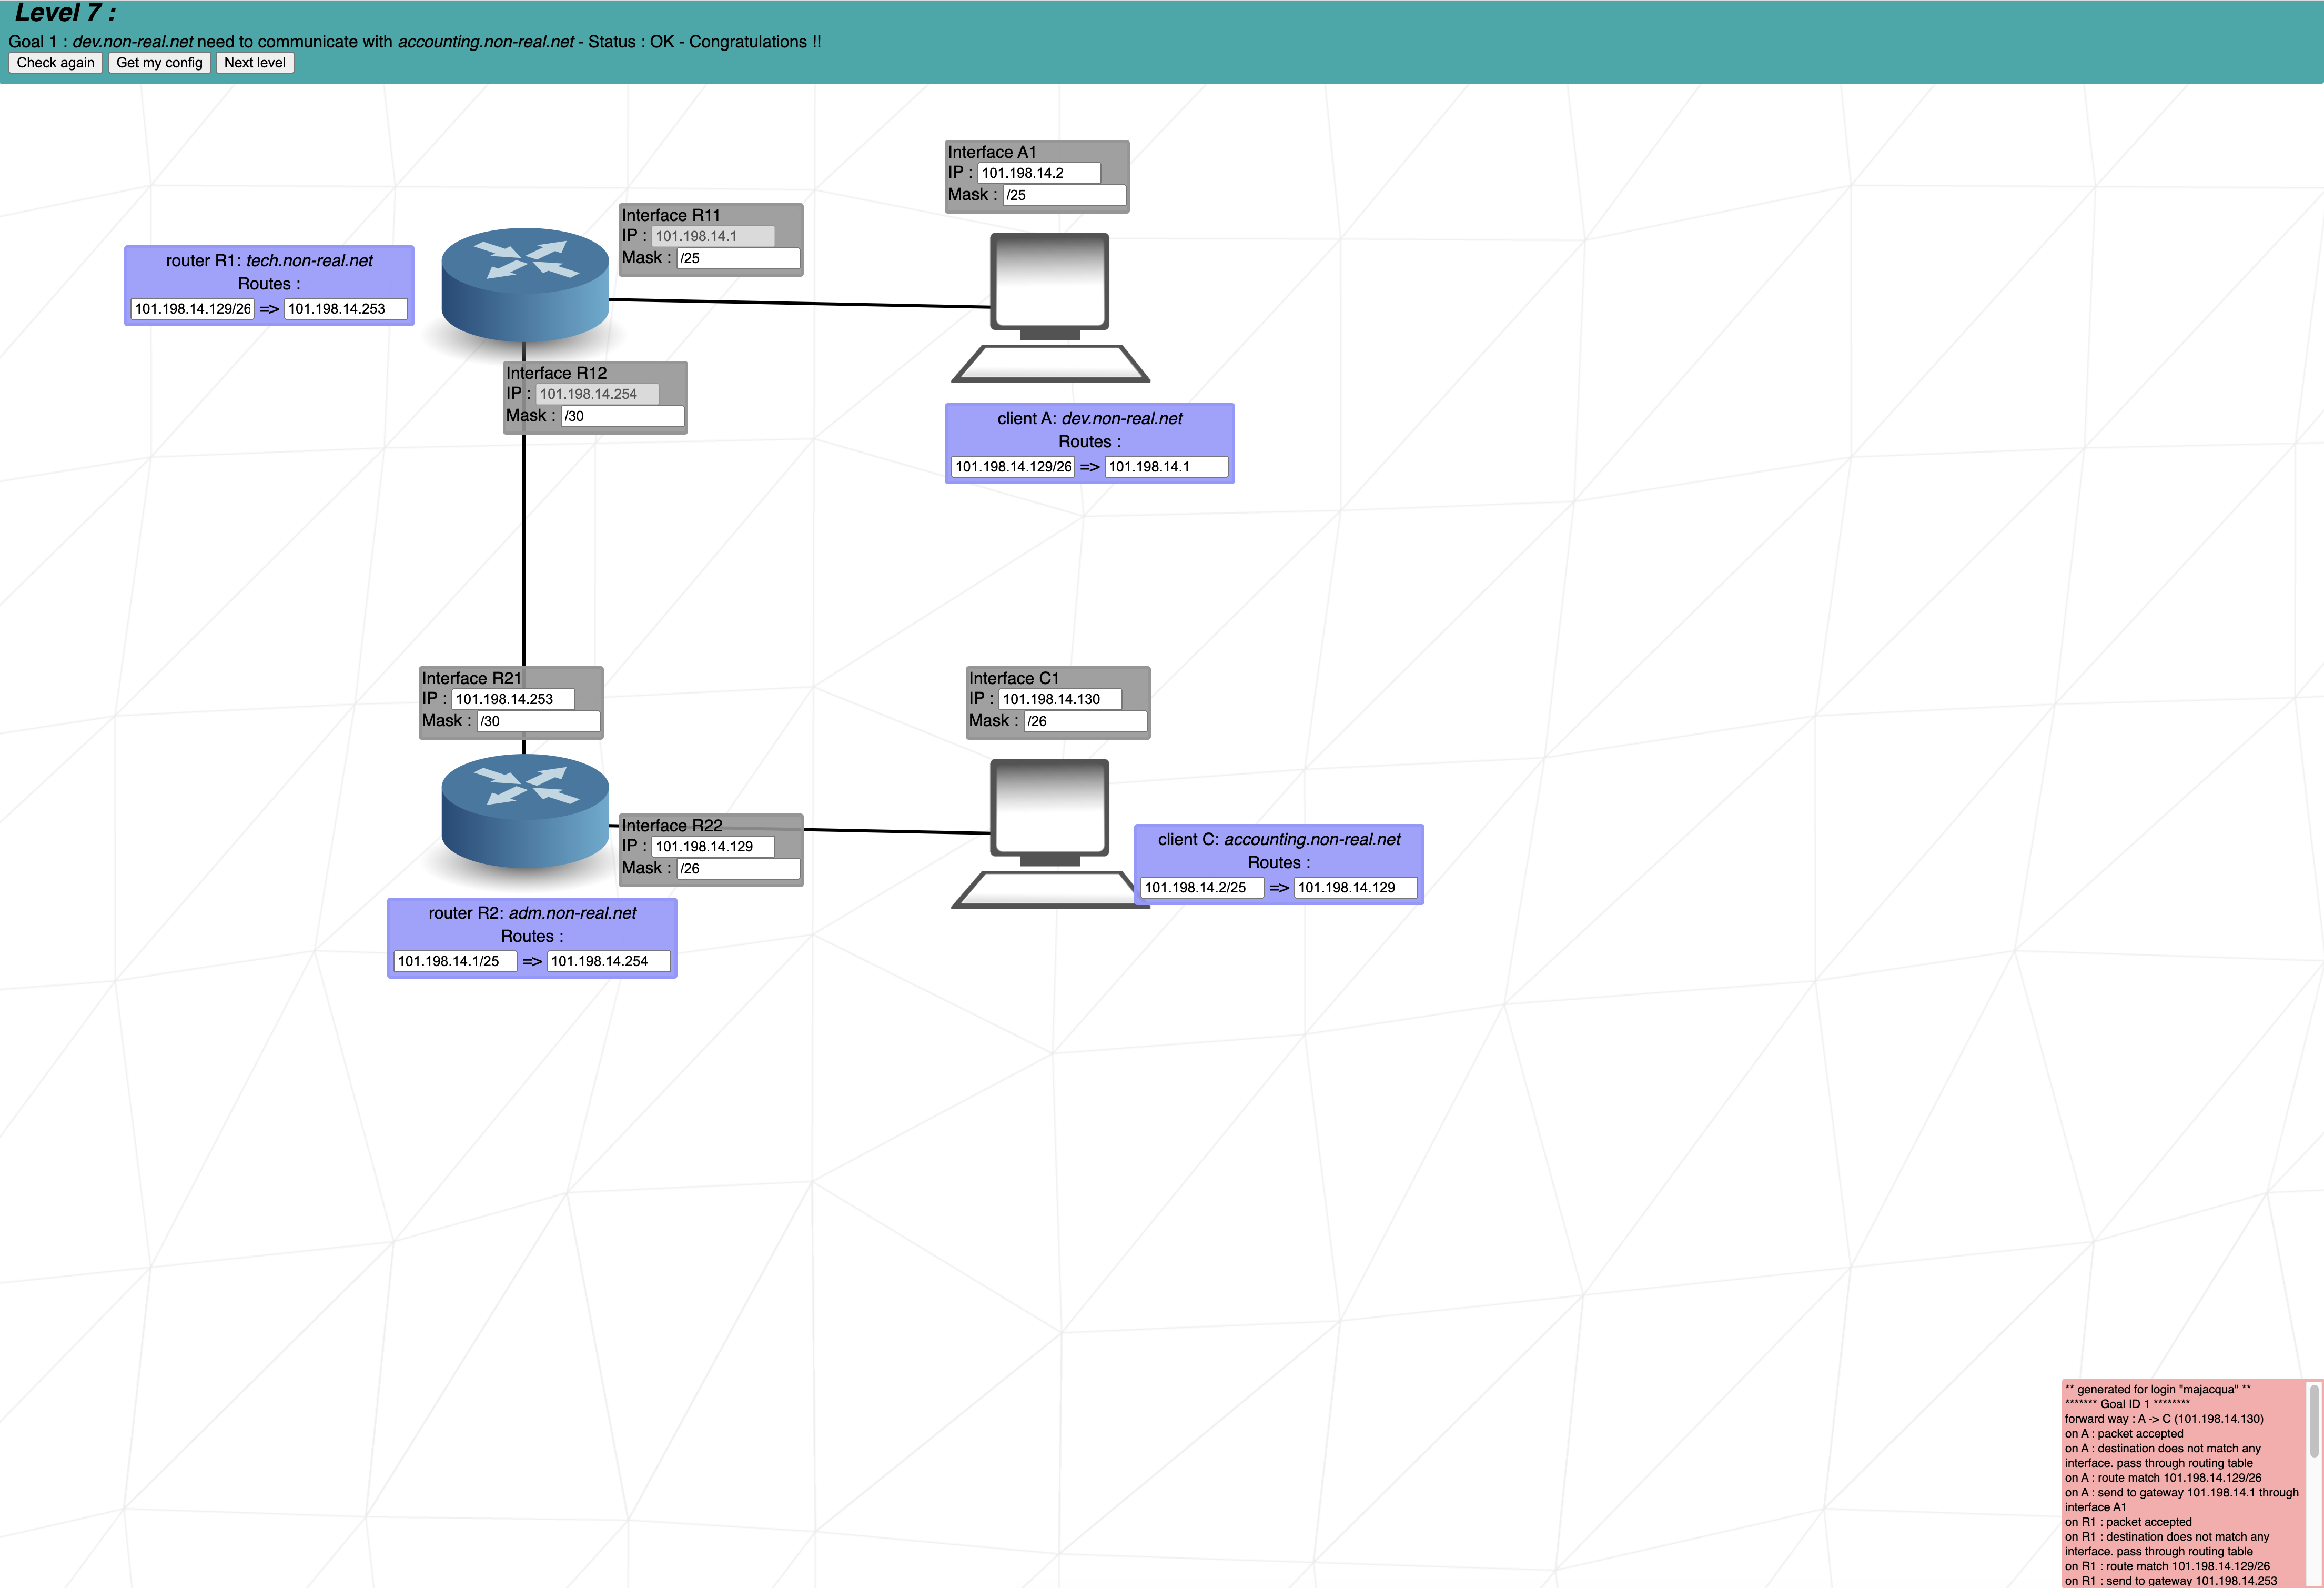 Level 7 :
Goal 1 : dev.non-real.net need to communicate with accounting.non-real.net - Status : OK - Congratulations !!
Check again Get my config Next level
Interface A1
IP : 101.198.14.2
Mask : /25
Interface R11
IP : 101.198.14.1
Mask : /25
router R1: tech.non-real.net
Routes :
101.198.14.129/26 => 101.198.14.253
Interface R12
IP : 101.198.14.254
Mask : /30
client A: dev.non-real.net
Routes :
101.198.14.129/26 => 101.198.14.1
Interface R21
IP : 101.198.14.253
Mask : /30
Interface C1
IP : 101.198.14.130
Mask : /26
Interface R22
IP : 101.198.14.129
Mask : /26
client C: accounting.non-real.net
Routes :
101.198.14.2/25 => 101.198.14.129
router R2: adm.non-real.net
Routes :
101.198.14.1/25 => 101.198.14.254
** generated for login "majacqua" **
******* Goal ID 1 ********
forward way : A -> C (101.198.14.130)
on A : packet accepted
on A : destination does not match any
interface. pass through routing table
on A : route match 101.198.14.129/26
on A : send to gateway 101.198.14.1 through
interface A1
on R1 : packet accepted
on R1 : destination does not match any
interface. pass through routing table
on R1 : route match 101.198.14.129/26
on R1 : send to gateway 101.198.14.253